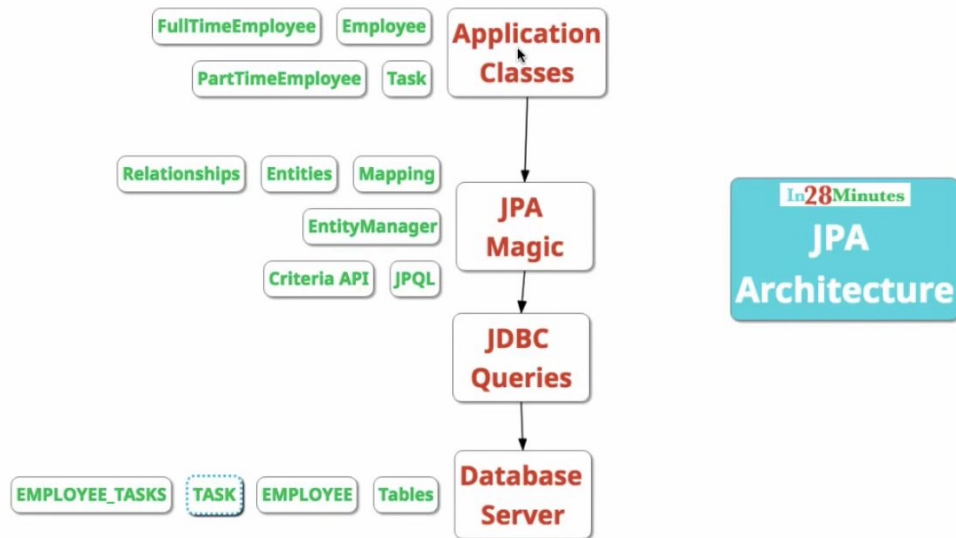 FullTimeEmployee
Employee
Application
Classes
PartTimeEmployee
Task
Relationships
Entities
Mapping
JPA
Magic
EntityManager
Criteria API
JPQL
In28Minutes
JPA
Architecture
JDBC
Queries
EMPLOYEE_TASKS
TASK
EMPLOYEE
Tables
Database
Server